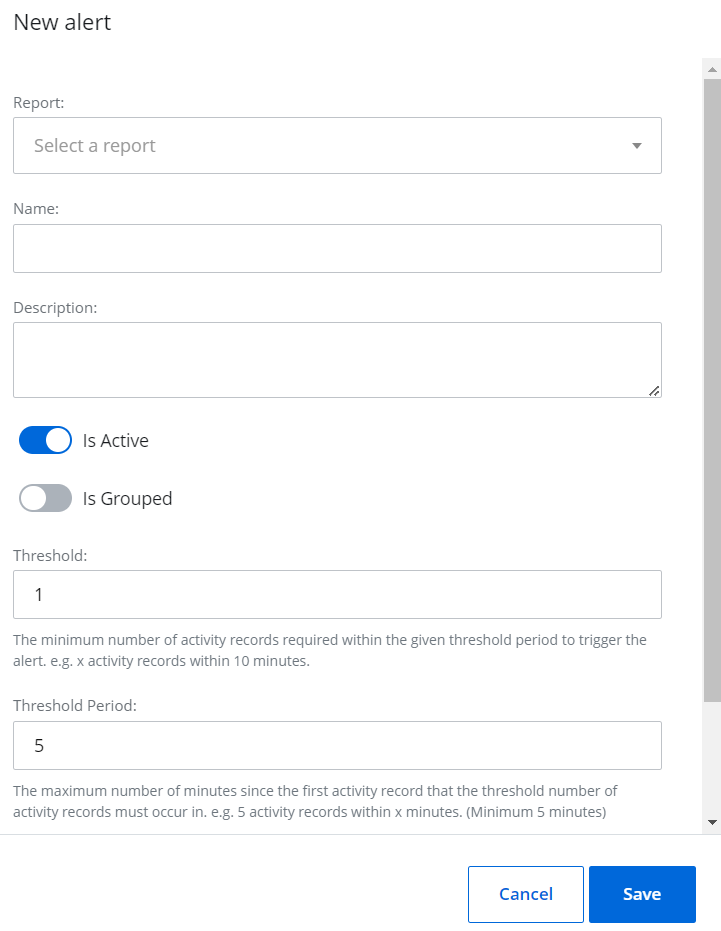 New alert
Report:
Select a report
Name:
Description:
Is Active
Is Grouped
Threshold:
1
The minimum number of activity records required within the given threshold period to trigger the
alert. e.g. x activity records within 10 minutes.
Threshold Period:
5
The maximum number of minutes since the first activity record that the threshold number of
activity records must occur in. e.g. 5 activity records within x minutes. (Minimum 5 minutes)
Cancel
Save